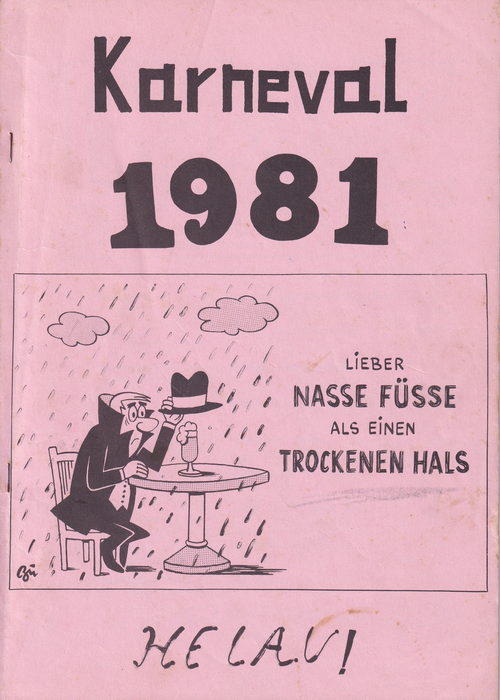 Karneval
1981
LIEBER
NASSE FÜSSE
ALS EINEN
TROCKENEN HALS
HELAU!